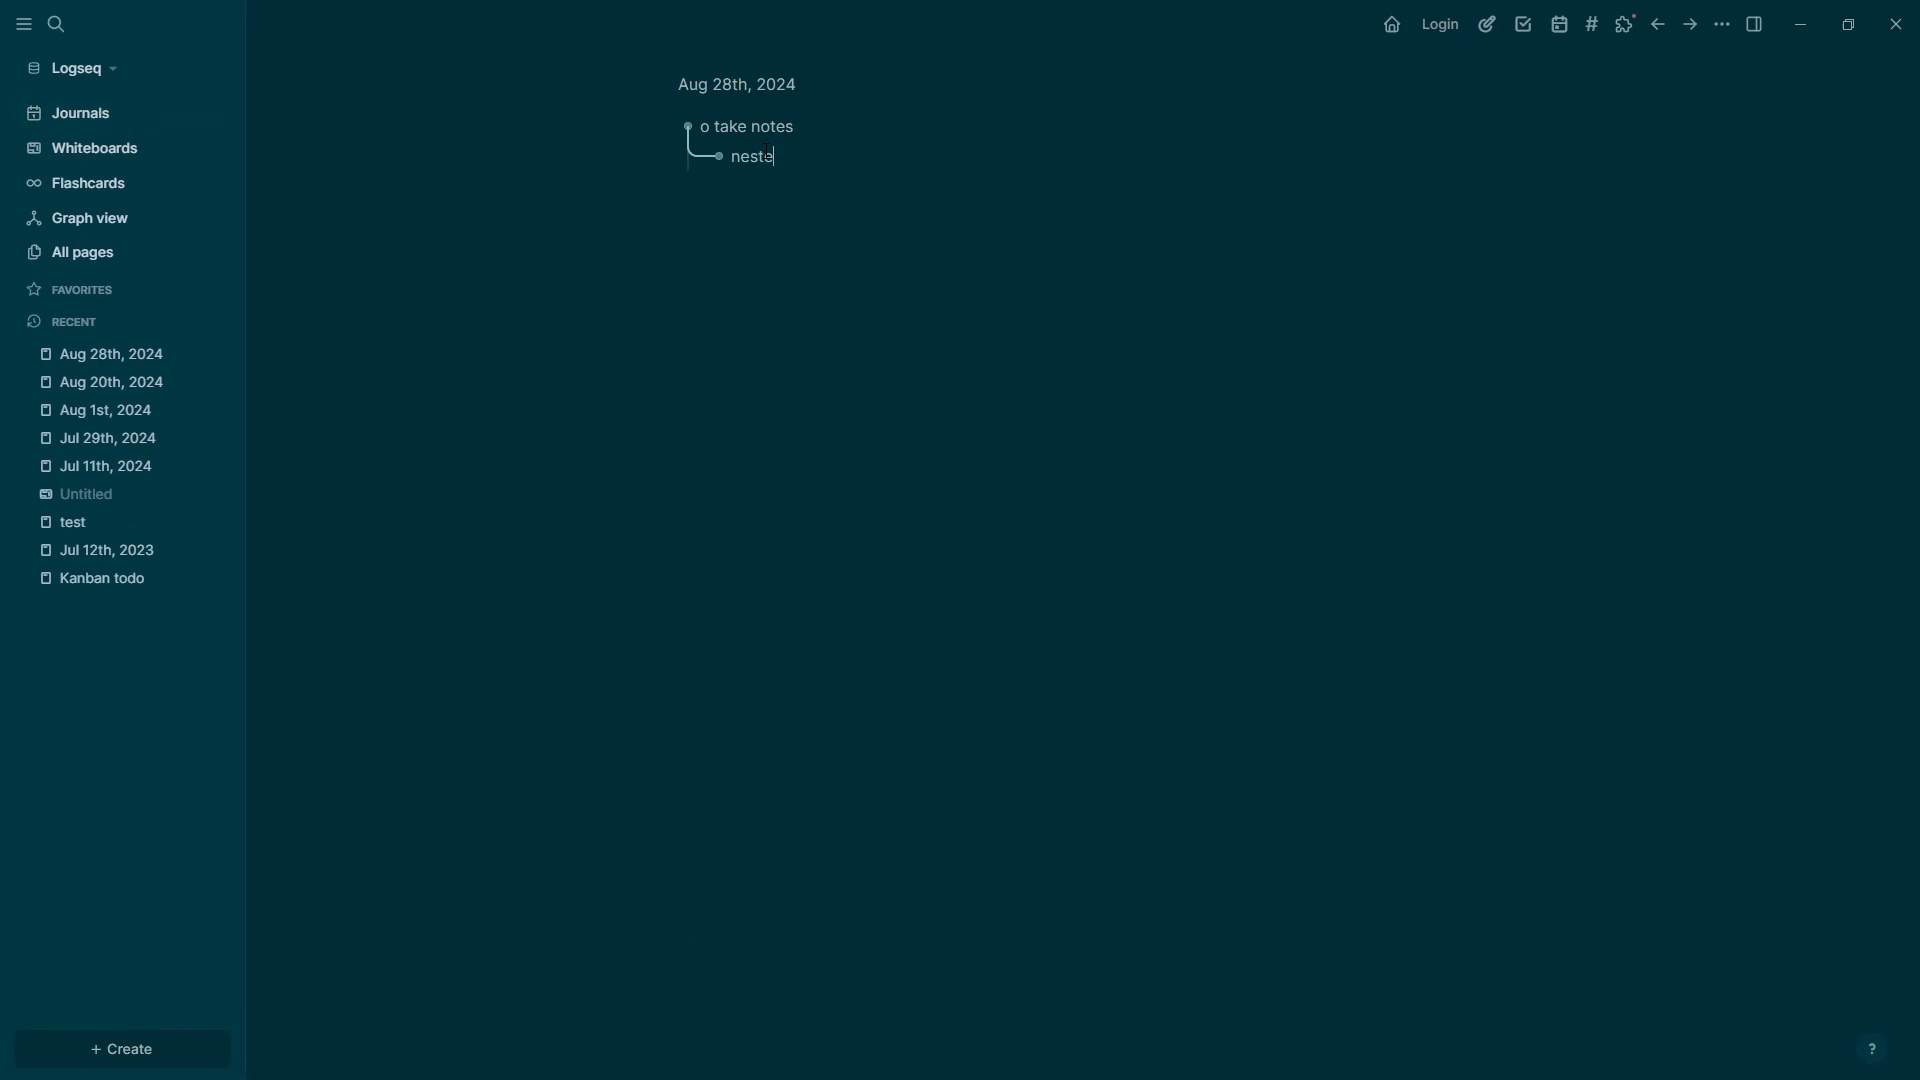 Login
#
Logseq
Journals
Whiteboards
Flashcards
Graph view
All pages
FAVORITES
RECENT
Aug 28th, 2024
Aug 20th, 2024
Aug 1st, 2024
Jul 29th, 2024
Jul 11th, 2024
Untitled
test
Jul 12th, 2023
Kanban todo
+ Create
Aug 28th, 2024
o take notes
neste
?